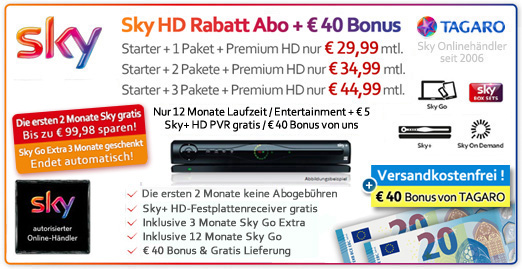 sky
Sky HD Rabatt Abo + € 40 Bonus
Starter + 1 Paket + Premium HD nur € 29,99 mtl.
Starter + 2 Pakete + Premium HD nur € 34,99 mtl.
Starter + 3 Pakete + Premium HD nur € 44,99 mtl.
TAGARO
Sky Onlinehändler
seit 2006
Sky Go
sky
BOX SETS
Sky+
Sky On Demand
Die ersten 2 Monate Sky gratis
Bis zu € 99,98 sparen!
Sky Go Extra 3 Monate geschenkt
Endet automatisch!
Nur 12 Monate Laufzeit / Entertainment + € 5
Sky+ HD PVR gratis / € 40 Bonus von uns
Abbildungsbeispiel
sky
autorisierter
Online-Händler
Die ersten 2 Monate keine Abogebühren
Sky+ HD-Festplattenreceiver gratis
Inklusive 3 Monate Sky Go Extra
Inklusive 12 Monate Sky Go
€ 40 Bonus & Gratis Lieferung
+ Versandkostenfrei !
€ 40 Bonus von TAGARO
20
20